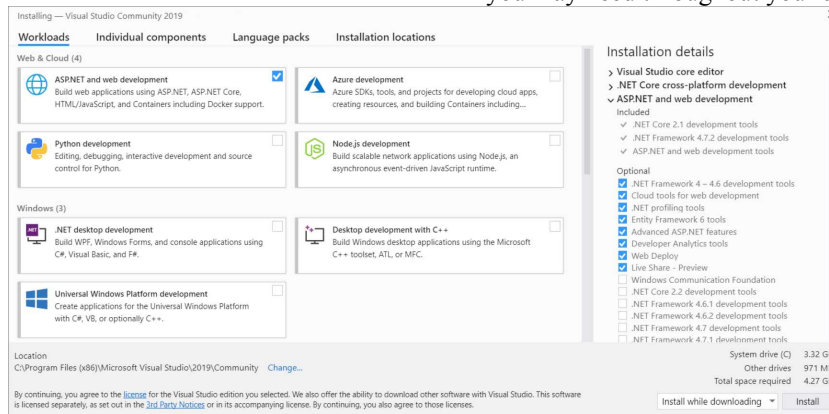 Installing — Visual Studio Community 2019
Workloads Individual components Language packs Installation locations
Web & Cloud (4)
ASP.NET and web development
Build web applications using ASP.NET, ASP.NET Core,
HTML/JavaScript, and Containers including Docker support.
Azure development
Azure SDKs, tools, and projects for developing cloud apps,
creating resources, and building Containers including...
Python development
Editing, debugging, interactive development and source
control for Python.
Node.js development
Build scalable network applications using Node.js, an
asynchronous event-driven JavaScript runtime.
Windows (3)
.NET desktop development
Build WPF, Windows Forms, and console applications using
C#, Visual Basic, and F#.
Desktop development with C++
Build Windows desktop applications using the Microsoft
C++ toolset, ATL, or MFC.
Universal Windows Platform development
Create applications for the Universal Windows Platform
with C#, VB, or optionally C++.
Installation details
Visual Studio core editor
.NET Core cross-platform development
ASP.NET and web development
Included
.NET Core 2.1 development tools
.NET Framework 4.7.2 development tools
ASP.NET and web development tools
Optional
.NET Framework 4 – 4.6 development tools
Cloud tools for web development
.NET profiling tools
Entity Framework 6 tools
Advanced ASP.NET features
Developer Analytics tools
Web Deploy
Live Share - Preview
Windows Communication Foundation
.NET Core 2.2 development tools
.NET Framework 4.6.1 development tools
.NET Framework 4.6.2 development tools
.NET Framework 4.7 development tools
.NET Framework 4.7.1 development tools
Location
C:\Program Files (x86)\Microsoft Visual Studio\2019\Community Change...
System drive (C) 3.32 G
Other drives 971 M
Total space required 4.27 G
By continuing, you agree to the license for the Visual Studio edition you selected. We also offer the ability to download other software with Visual Studio. This software
is licensed separately, as set out in the 3rd Party Notices or in its accompanying license. By continuing, you also agree to those licenses.
Install while downloading Install